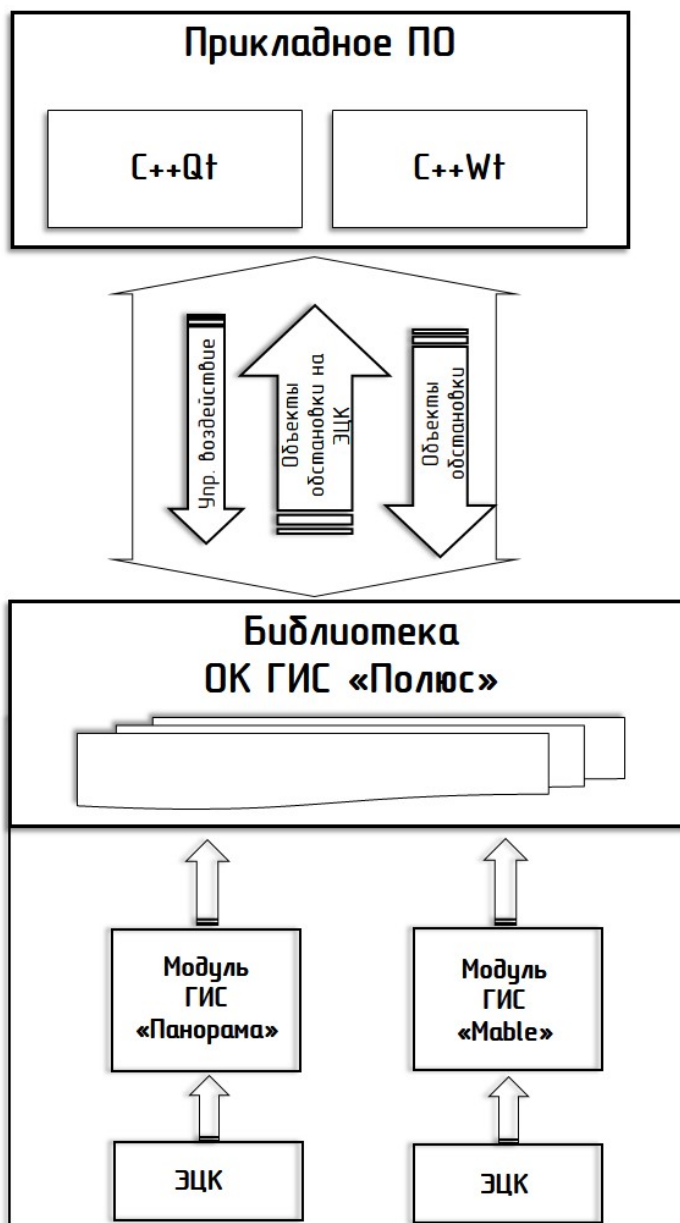 Прикладное ПО
C++Qt
C++Wt
Упр. воздействие
Объекты
обстановки на
ЭЦК
Объекты
обстановки
Библиотека
ОК ГИС «Полюс»
Модуль
ГИС
«Панорама»
Модуль
ГИС
«Mable»
ЭЦК
ЭЦК